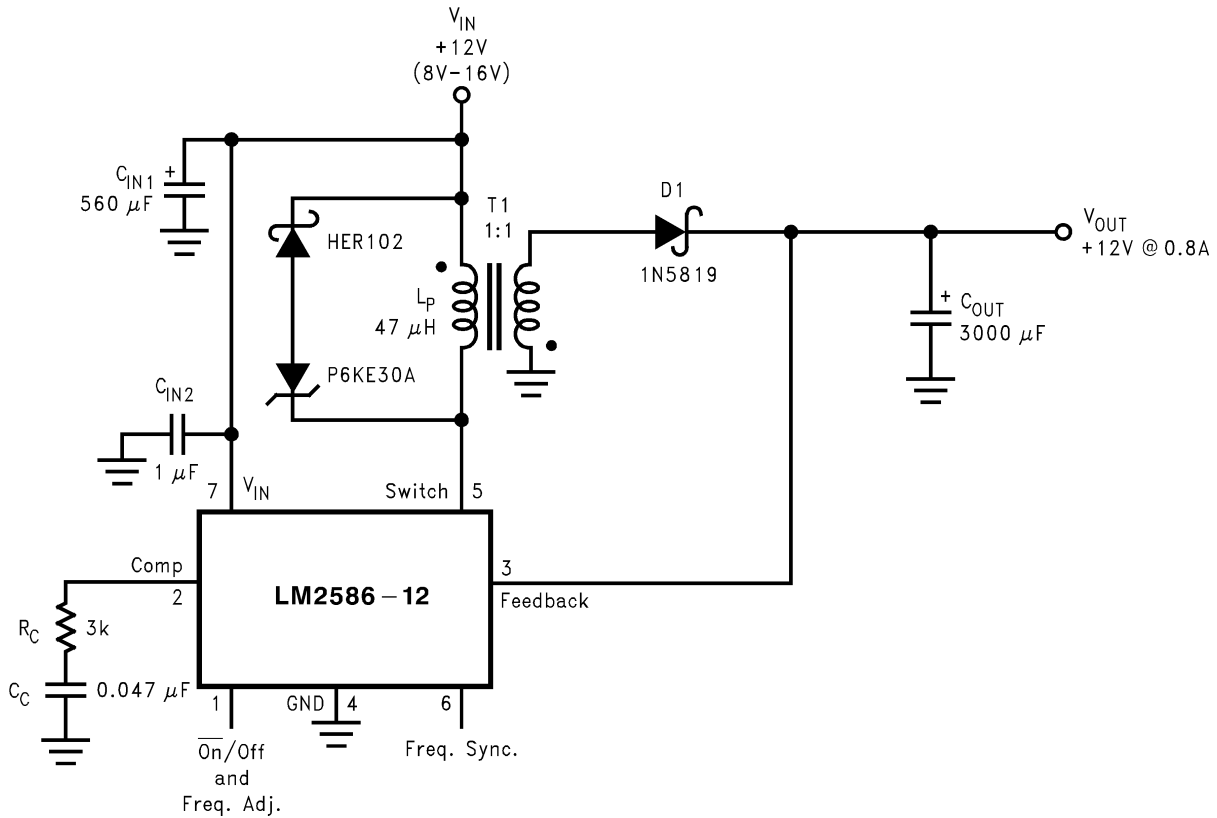 V_IN
+12V
(8V-16V)
C_IN1
+
560 μF
HER102
T1
1:1
D1
1N5819
V_OUT
+12V @ 0.8A
L_P
47 μH
+
C_OUT
3000 μF
P6KE30A
C_IN2
1 μF
7
V_IN
Switch
5
Comp
2
LM2586-12
3
Feedback
R_C
3k
C_C
0.047 μF
1
GND
4
6
O̅n̅/Off
and
Freq. Adj.
Freq. Sync.